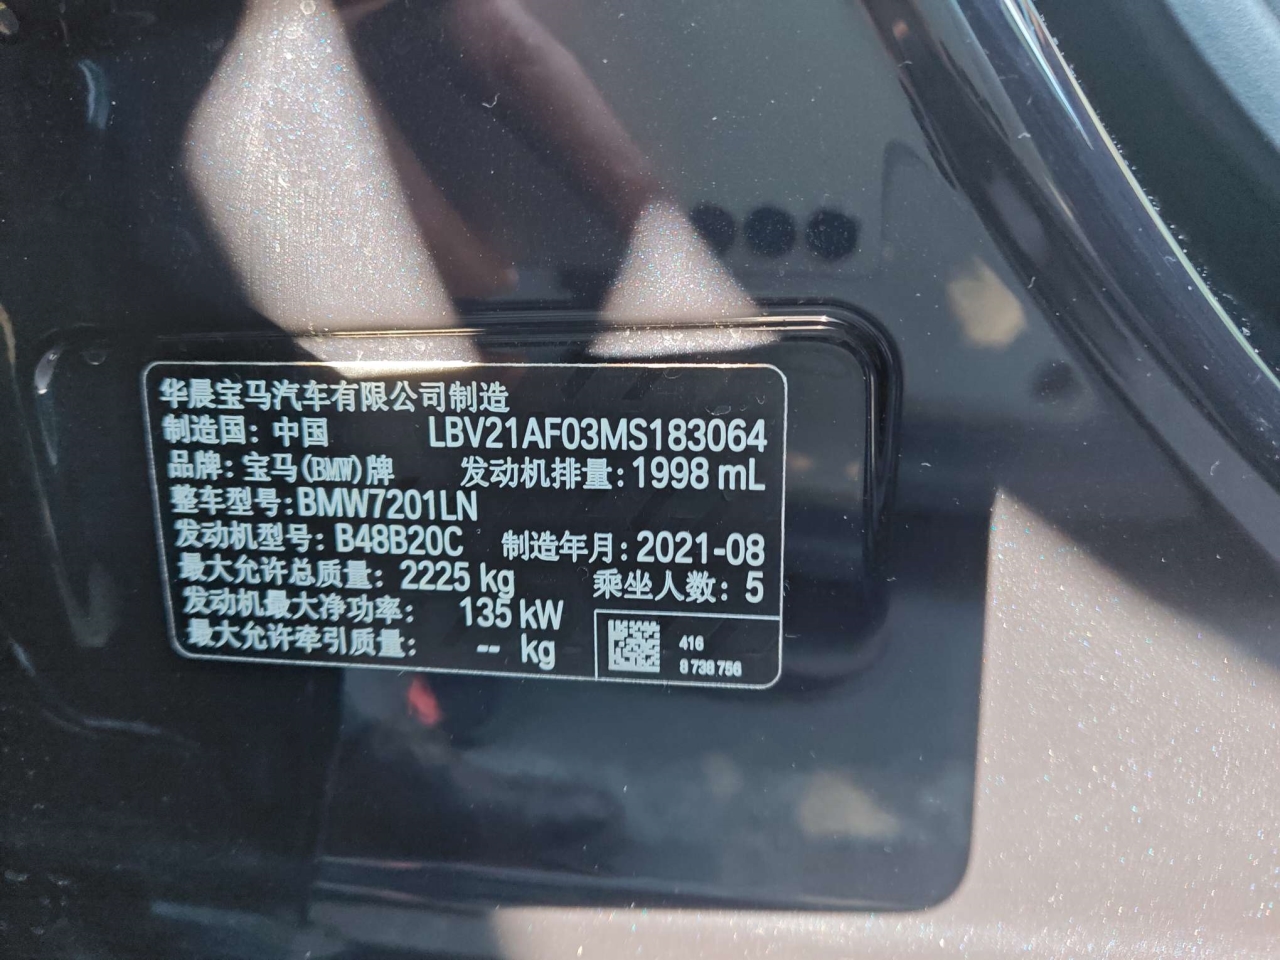 华晨宝马汽车有限公司制造
制造国：中国 LBV21AF03MS183064
品牌：宝马(BMW)牌 发动机排量：1998 mL
整车型号：BMW7201LN
发动机型号：B48B20C 制造年月：2021-08
最大允许总质量：2225 kg 乘坐人数：5
发动机最大净功率：135 kW
最大允许牵引质量：-- kg
416
8 738 756